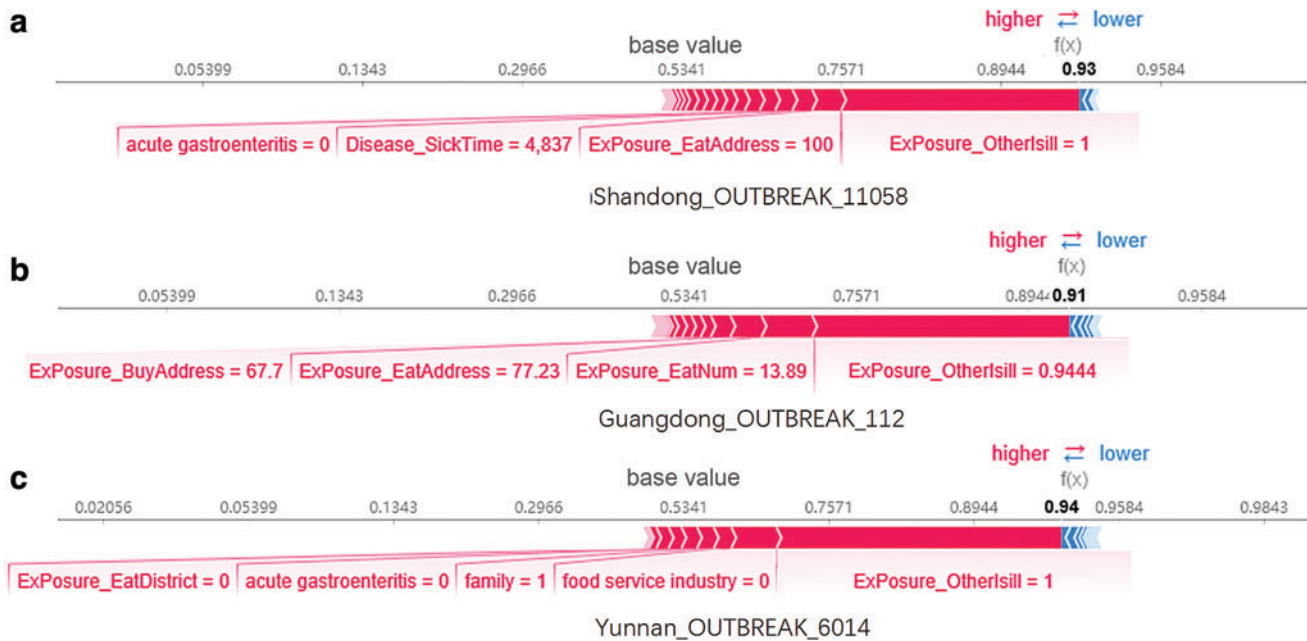 a
higher ⇄ lower
base value
f(x)
0.05399 0.1343 0.2966 0.5341 0.7571 0.8944 0.93 0.9584
acute gastroenteritis = 0 Disease_SickTime = 4,837 ExPosure_EatAddress = 100 ExPosure_OtherIsill = 1
Shandong_OUTBREAK_11058
b
higher ⇄ lower
base value
f(x)
0.05399 0.1343 0.2966 0.5341 0.7571 0.8944 0.91 0.9584
ExPosure_BuyAddress = 67.7 ExPosure_EatAddress = 77.23 ExPosure_EatNum = 13.89 ExPosure_OtherIsill = 0.9444
Guangdong_OUTBREAK_112
c
higher ⇄ lower
base value
f(x)
0.02056 0.05399 0.1343 0.2966 0.5341 0.7571 0.8944 0.94 0.9584 0.9843
ExPosure_EatDistrict = 0 acute gastroenteritis = 0 family = 1 food service industry = 0 ExPosure_OtherIsill = 1
Yunnan_OUTBREAK_6014